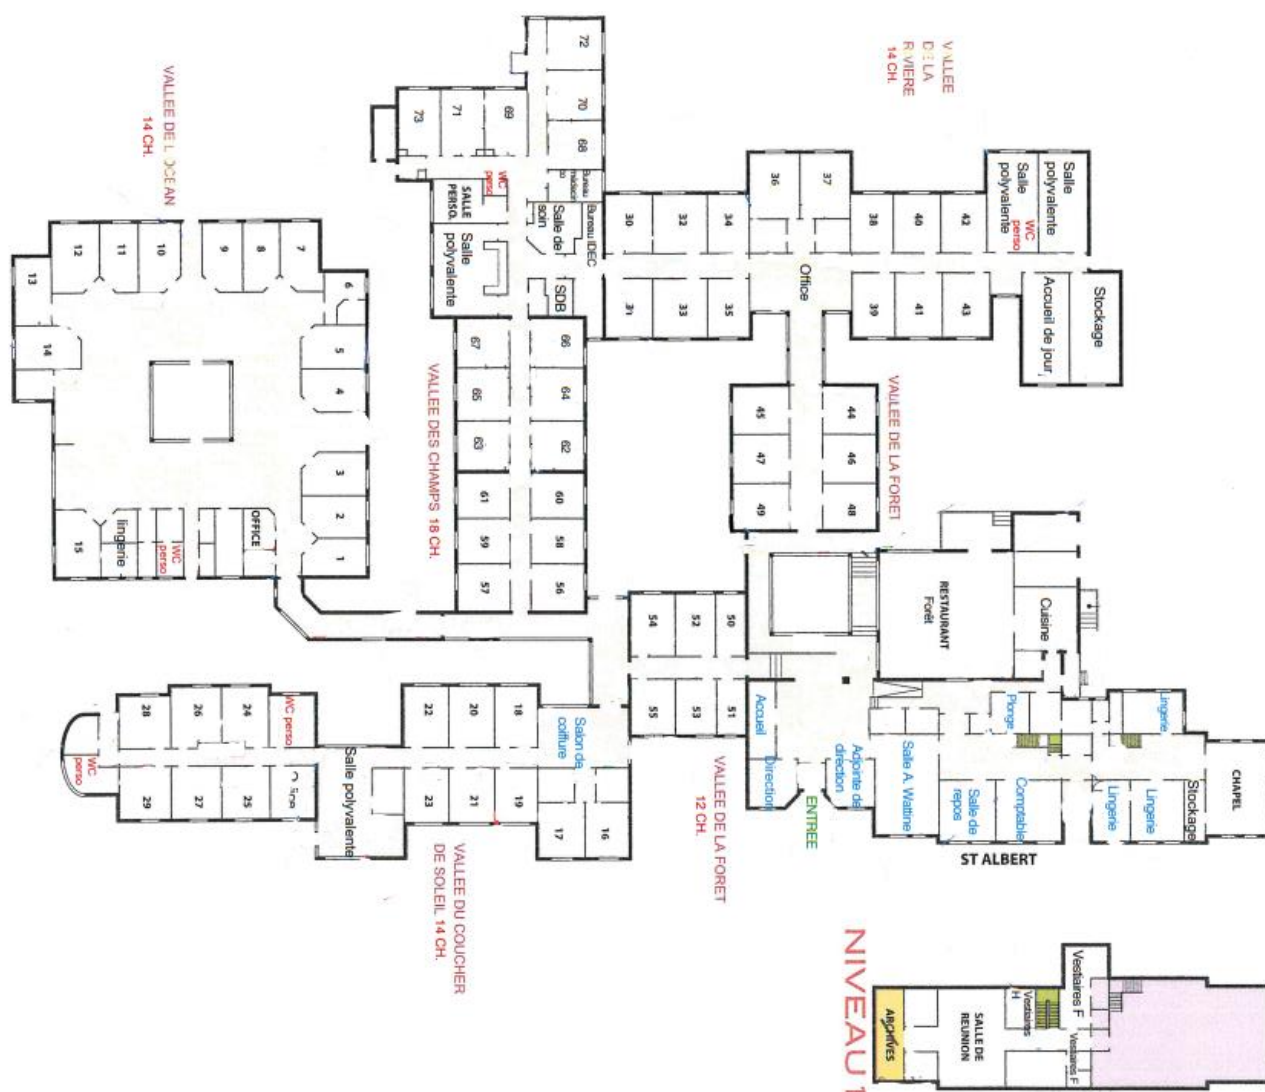 VALLEE DE L'OCEAN
14 CH.
VALLEE
DE LA
RIVIERE
14 CH.
72
70
68
73
71
69
WC
perso
Bureau
médecin
co
SALLE
PERSO.
Salle de
soin
Bureau IDEC
Salle
polyvalente
SDB
30
32
34
36
37
38
40
42
Salle
polyvalente
WC
perso
Salle
polyvalente
31
33
35
Office
39
41
43
Accueil de jour
Stockage
12
11
10
9
8
7
13
6
14
5
4
3
2
1
15
lingerie
WC
perso
OFFICE
67
66
65
64
63
62
61
60
59
58
57
56
VALLEE DES CHAMPS 18 CH.
45
44
47
46
49
48
VALLEE DE LA FORET
RESTAURANT
Forêt
Cuisine
54
52
50
55
53
51
VALLEE DE LA FORET
12 CH.
Accueil
Direction
Adjointe de
direction
ENTREE
Salle A. Wattine
Plonge
Salle de
repos
Comptable
Lingerie
Lingerie
Lingerie
Stockage
CHAPEL
ST ALBERT
28
26
24
WC perso
22
20
18
Salon de
coiffure
WC
perso
29
27
25
Salle polyvalente
23
21
19
17
16
VALLEE DU COUCHER
DE SOLEIL 14 CH.
NIVEAU 1
ARCHIVES
SALLE DE
REUNION
Vestiaires
H
Vestiaires F
Vestiaires F